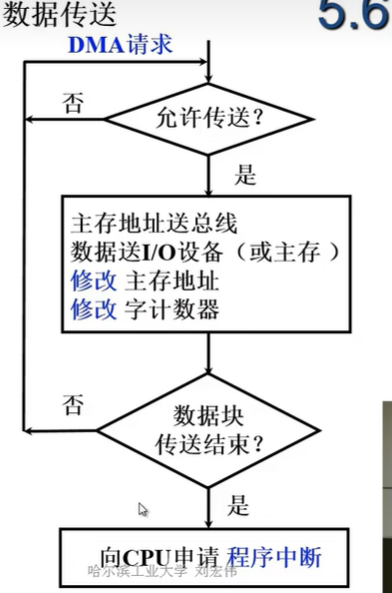 数据传送
5.6
DMA请求
允许传送？
否
是
主存地址送总线
数据送I/O设备（或主存 ）
修改 主存地址
修改 字计数器
否
数据块
传送结束？
是
向CPU申请 程序中断
哈尔滨工业大学 刘宏伟